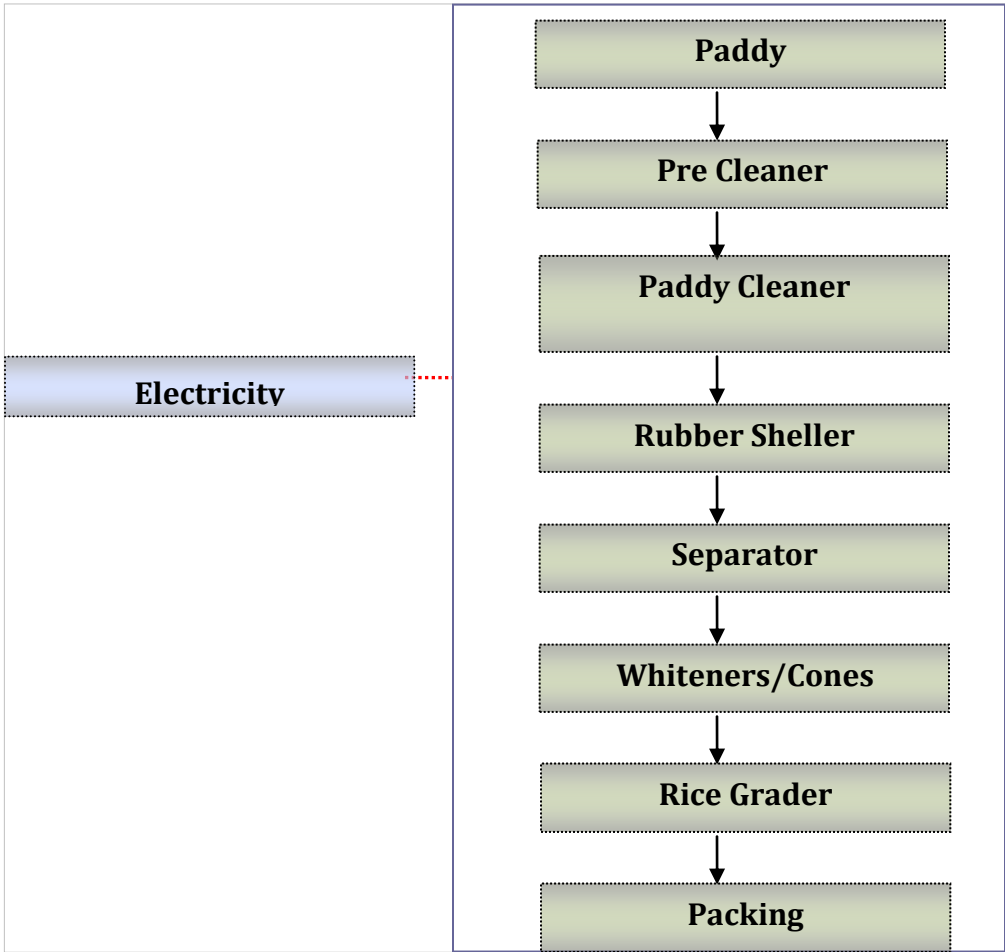 Paddy
Pre Cleaner
Paddy Cleaner
Electricity
Rubber Sheller
Separator
Whiteners/Cones
Rice Grader
Packing